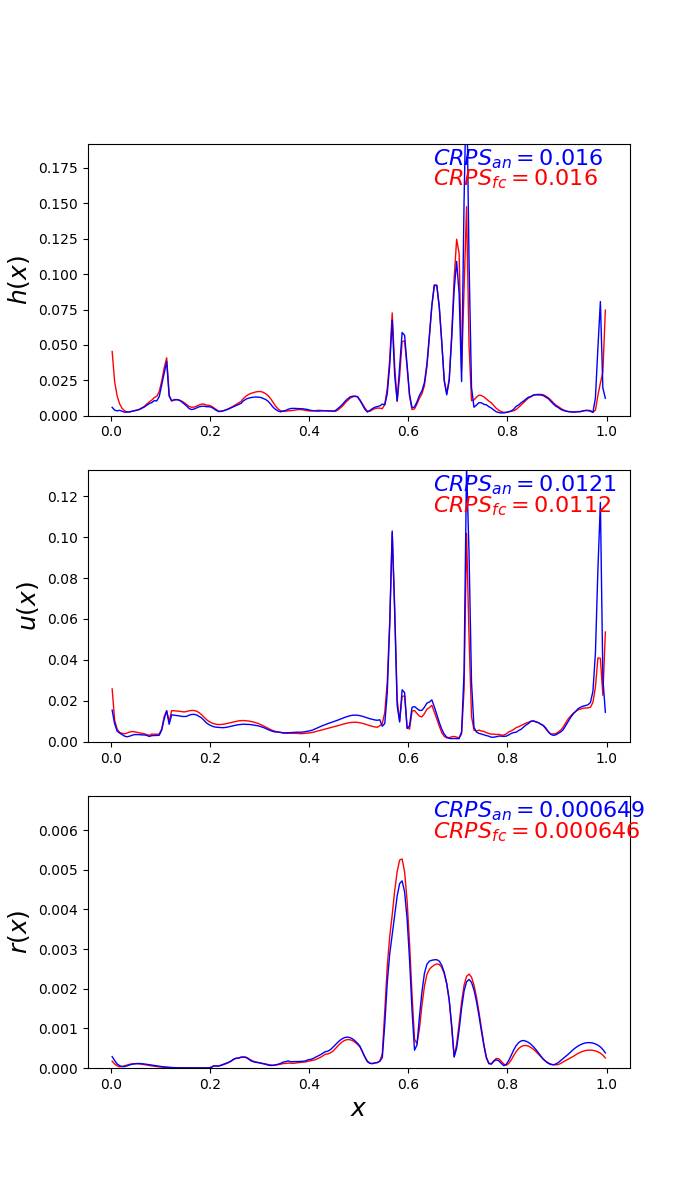 CRPS_an = 0.016
CRPS_fc = 0.016
h(x)
0.175
0.150
0.125
0.100
0.075
0.050
0.025
0.000
0.0 0.2 0.4 0.6 0.8 1.0
CRPS_an = 0.0121
CRPS_fc = 0.0112
u(x)
0.12
0.10
0.08
0.06
0.04
0.02
0.00
0.0 0.2 0.4 0.6 0.8 1.0
CRPS_an = 0.000649
CRPS_fc = 0.000646
r(x)
0.006
0.005
0.004
0.003
0.002
0.001
0.000
0.0 0.2 0.4 0.6 0.8 1.0
x